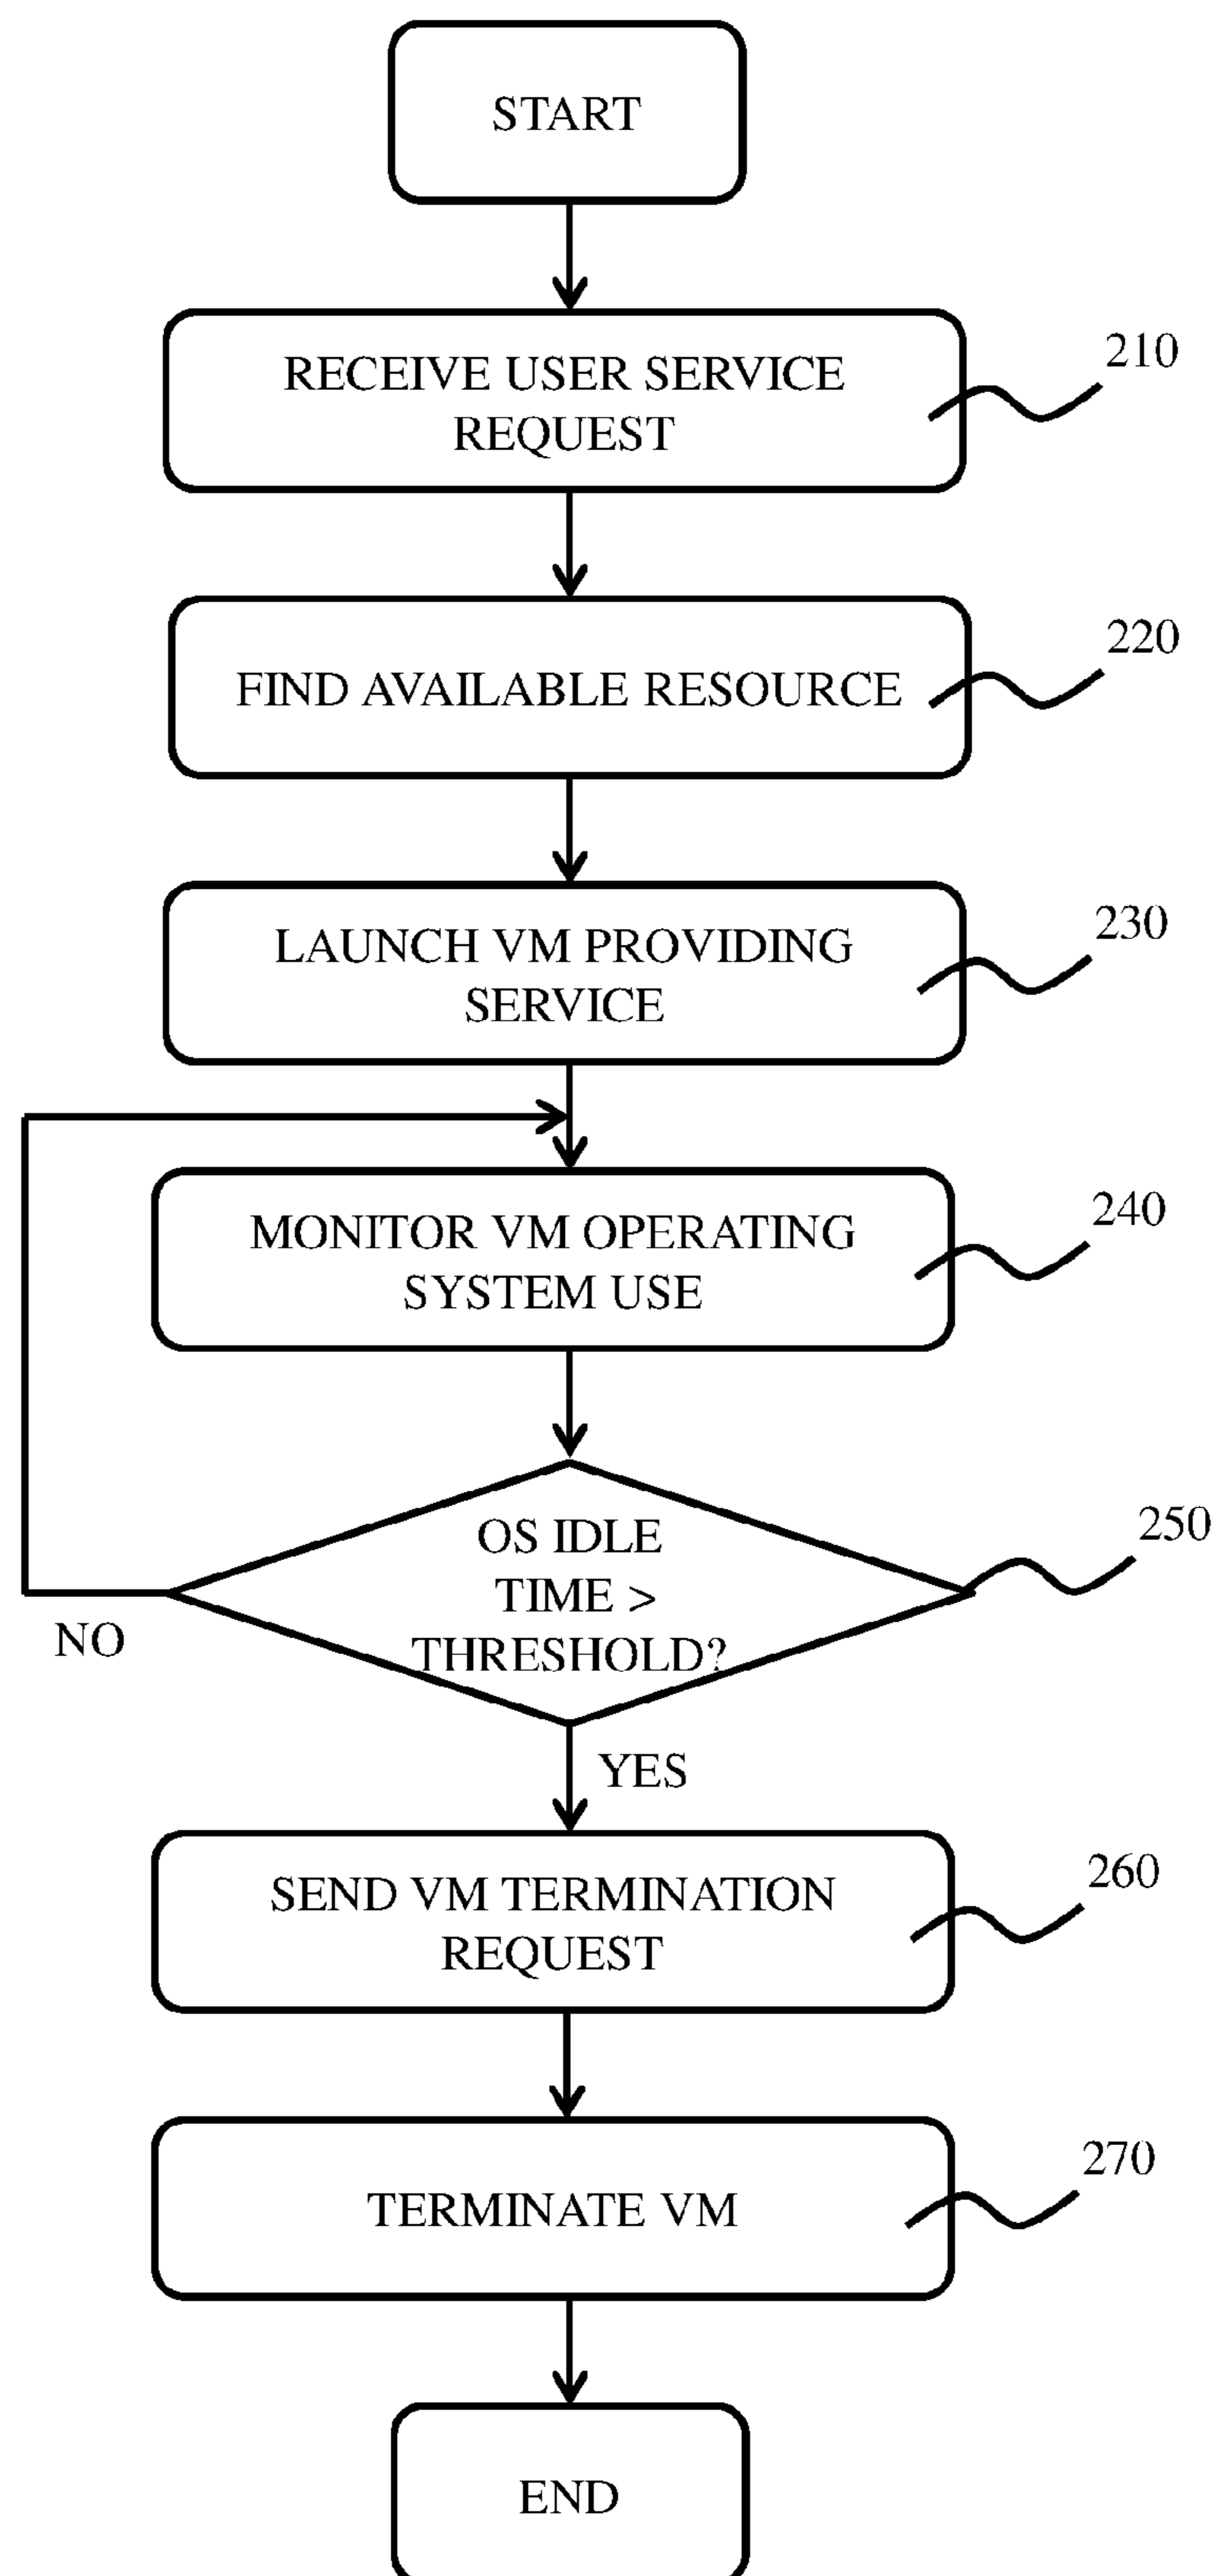 START
RECEIVE USER SERVICE
REQUEST
210
FIND AVAILABLE RESOURCE
220
LAUNCH VM PROVIDING
SERVICE
230
MONITOR VM OPERATING
SYSTEM USE
240
OS IDLE
TIME >
THRESHOLD?
250
NO
YES
SEND VM TERMINATION
REQUEST
260
TERMINATE VM
270
END